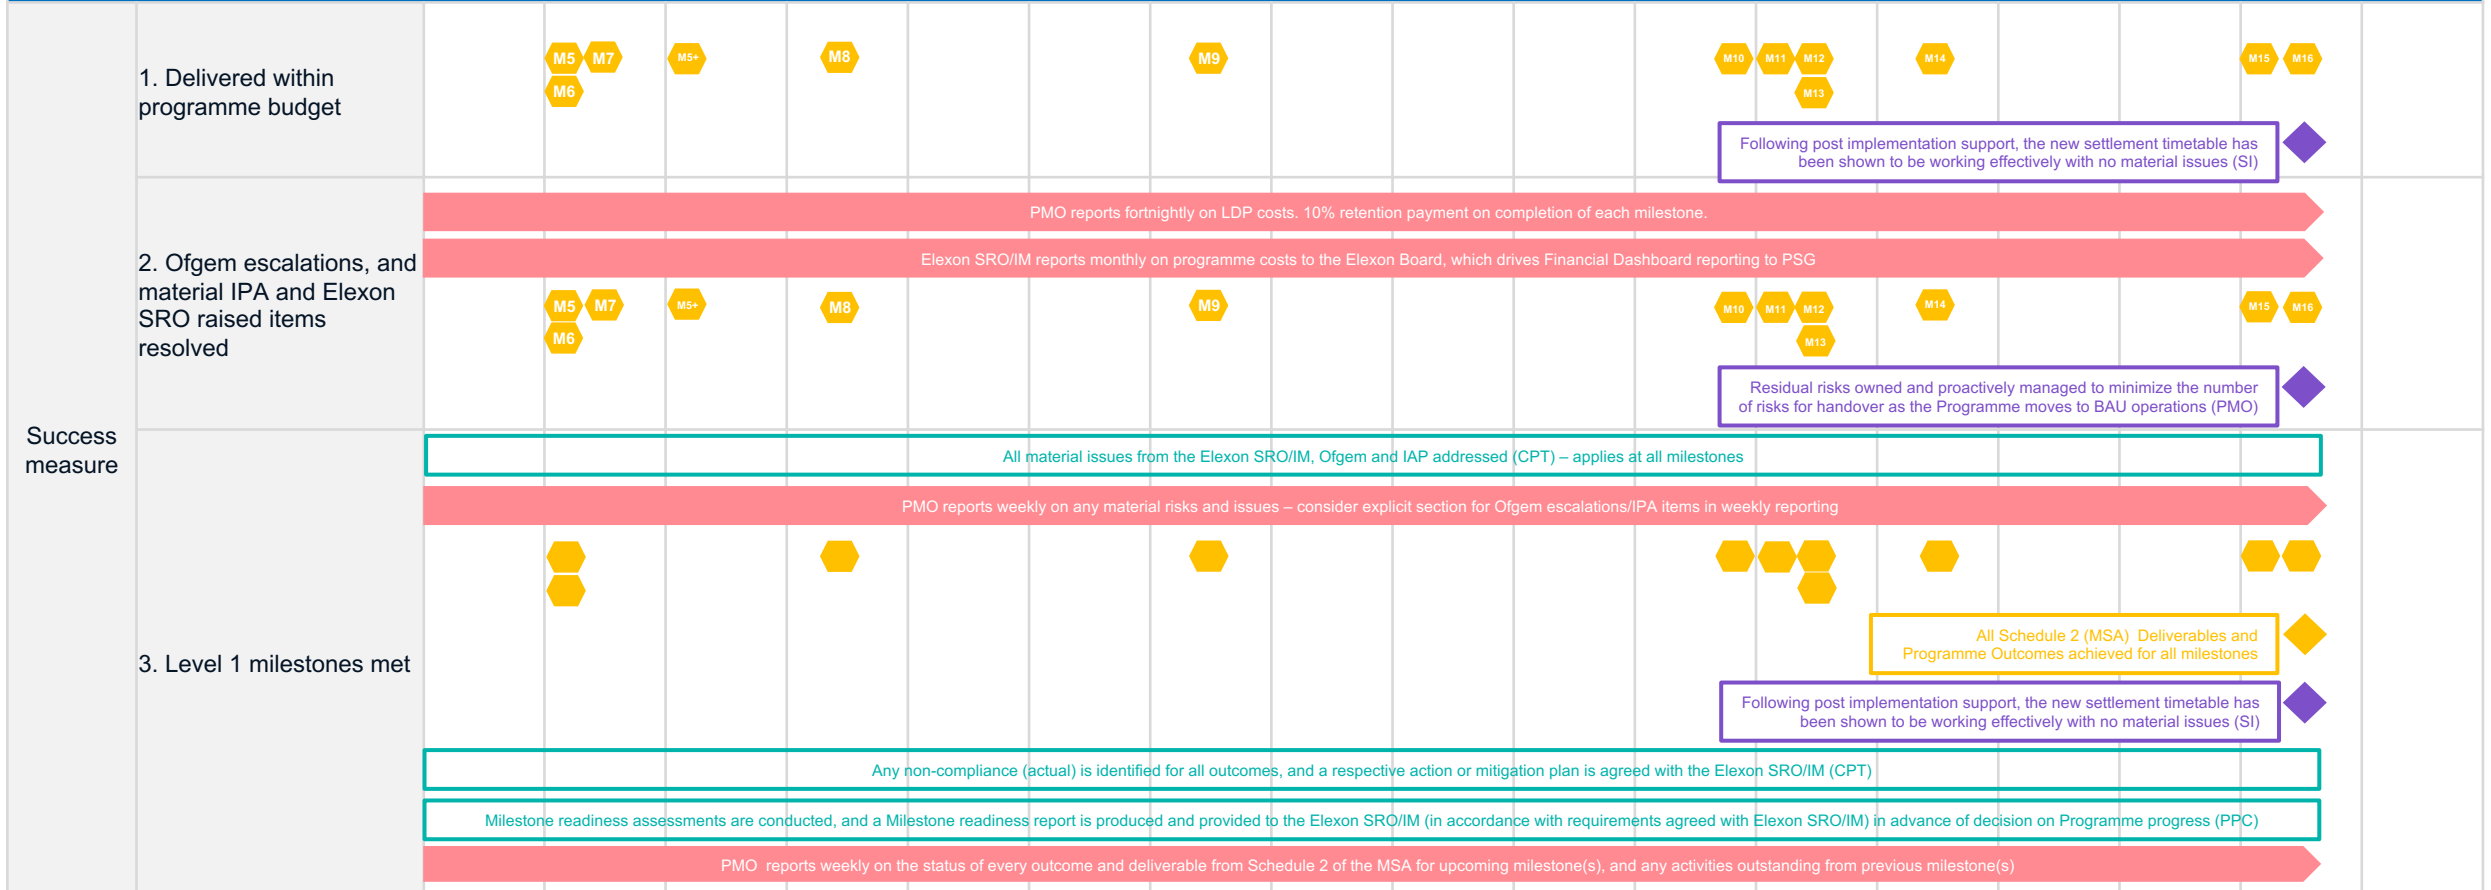 Success
measure
1. Delivered within
programme budget
M5 M7 M5+ M8 M9 M10 M11 M12 M14 M15 M16
M6 M13
Following post implementation support, the new settlement timetable has
been shown to be working effectively with no material issues (SI)
2. Ofgem escalations, and
material IPA and Elexon
SRO raised items
resolved
PMO reports fortnightly on LDP costs. 10% retention payment on completion of each milestone.
Elexon SRO/IM reports monthly on programme costs to the Elexon Board, which drives Financial Dashboard reporting to PSG
M5 M7 M5+ M8 M9 M10 M11 M12 M14 M15 M16
M6 M13
Residual risks owned and proactively managed to minimize the number
of risks for handover as the Programme moves to BAU operations (PMO)
3. Level 1 milestones met
All material issues from the Elexon SRO/IM, Ofgem and IAP addressed (CPT) – applies at all milestones
PMO reports weekly on any material risks and issues – consider explicit section for Ofgem escalations/IPA items in weekly reporting
All Schedule 2 (MSA) Deliverables and
Programme Outcomes achieved for all milestones
Following post implementation support, the new settlement timetable has
been shown to be working effectively with no material issues (SI)
Any non-compliance (actual) is identified for all outcomes, and a respective action or mitigation plan is agreed with the Elexon SRO/IM (CPT)
Milestone readiness assessments are conducted, and a Milestone readiness report is produced and provided to the Elexon SRO/IM (in accordance with requirements agreed with Elexon SRO/IM) in advance of decision on Programme progress (PPC)
PMO reports weekly on the status of every outcome and deliverable from Schedule 2 of the MSA for upcoming milestone(s), and any activities outstanding from previous milestone(s)